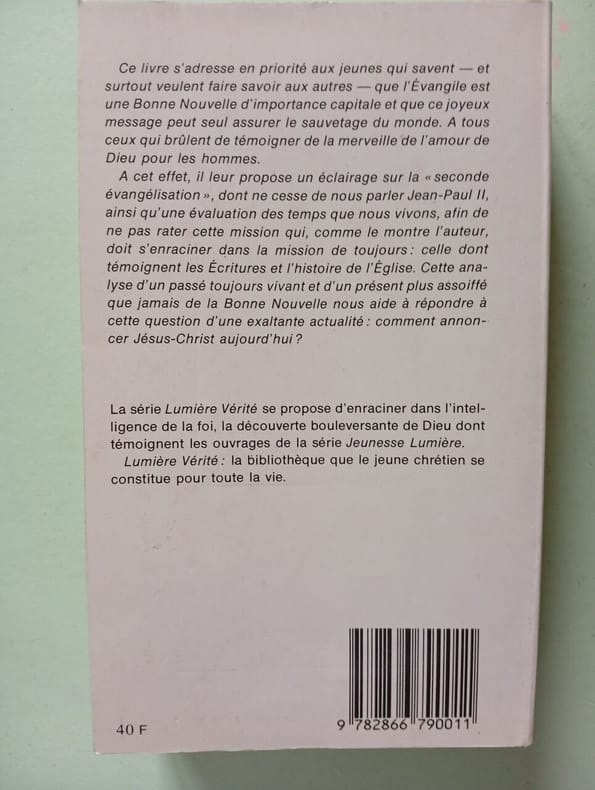 Ce livre s'adresse en priorité aux jeunes qui savent — et
surtout veulent faire savoir aux autres — que l'Évangile est
une Bonne Nouvelle d'importance capitale et que ce joyeux
message peut seul assurer le sauvetage du monde. A tous
ceux qui brûlent de témoigner de la merveille de l'amour de
Dieu pour les hommes.
A cet effet, il leur propose un éclairage sur la « seconde
évangélisation », dont ne cesse de nous parler Jean-Paul II,
ainsi qu'une évaluation des temps que nous vivons, afin de
ne pas rater cette mission qui, comme le montre l'auteur,
doit s'enraciner dans la mission de toujours : celle dont
témoignent les Écritures et l'histoire de l'Église. Cette ana-
lyse d'un passé toujours vivant et d'un présent plus assoiffé
que jamais de la Bonne Nouvelle nous aide à répondre à
cette question d'une exaltante actualité : comment annon-
cer Jésus-Christ aujourd'hui ?
La série Lumière Vérité se propose d'enraciner dans l'intel-
ligence de la foi, la découverte bouleversante de Dieu dont
témoignent les ouvrages de la série Jeunesse Lumière.
Lumière Vérité : la bibliothèque que le jeune chrétien se
constitue pour toute la vie.
40 F
9 782866 790011